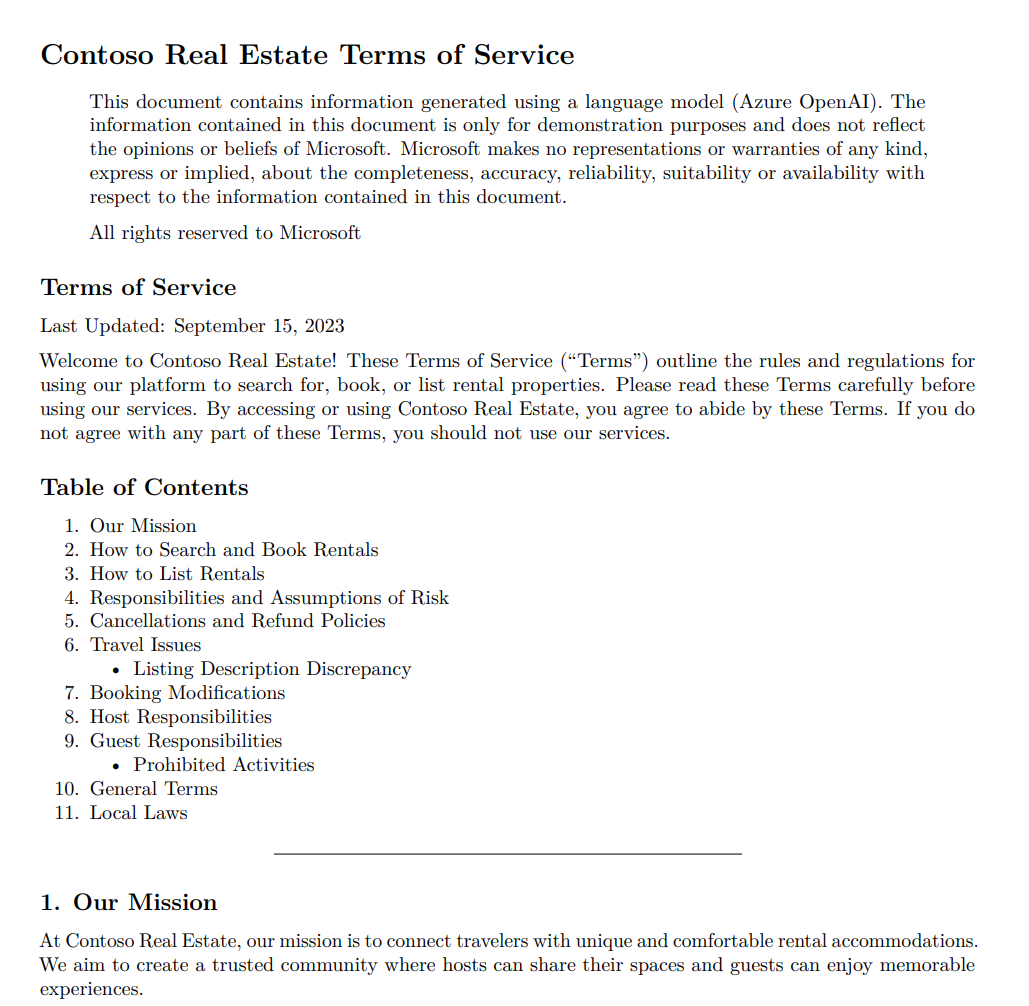 Contoso Real Estate Terms of Service
This document contains information generated using a language model (Azure OpenAI). The
information contained in this document is only for demonstration purposes and does not reflect
the opinions or beliefs of Microsoft. Microsoft makes no representations or warranties of any kind,
express or implied, about the completeness, accuracy, reliability, suitability or availability with
respect to the information contained in this document.
All rights reserved to Microsoft
Terms of Service
Last Updated: September 15, 2023
Welcome to Contoso Real Estate! These Terms of Service (“Terms”) outline the rules and regulations for
using our platform to search for, book, or list rental properties. Please read these Terms carefully before
using our services. By accessing or using Contoso Real Estate, you agree to abide by these Terms. If you do
not agree with any part of these Terms, you should not use our services.
Table of Contents
1. Our Mission
2. How to Search and Book Rentals
3. How to List Rentals
4. Responsibilities and Assumptions of Risk
5. Cancellations and Refund Policies
6. Travel Issues
• Listing Description Discrepancy
7. Booking Modifications
8. Host Responsibilities
9. Guest Responsibilities
• Prohibited Activities
10. General Terms
11. Local Laws
1. Our Mission
At Contoso Real Estate, our mission is to connect travelers with unique and comfortable rental accommodations.
We aim to create a trusted community where hosts can share their spaces and guests can enjoy memorable
experiences.